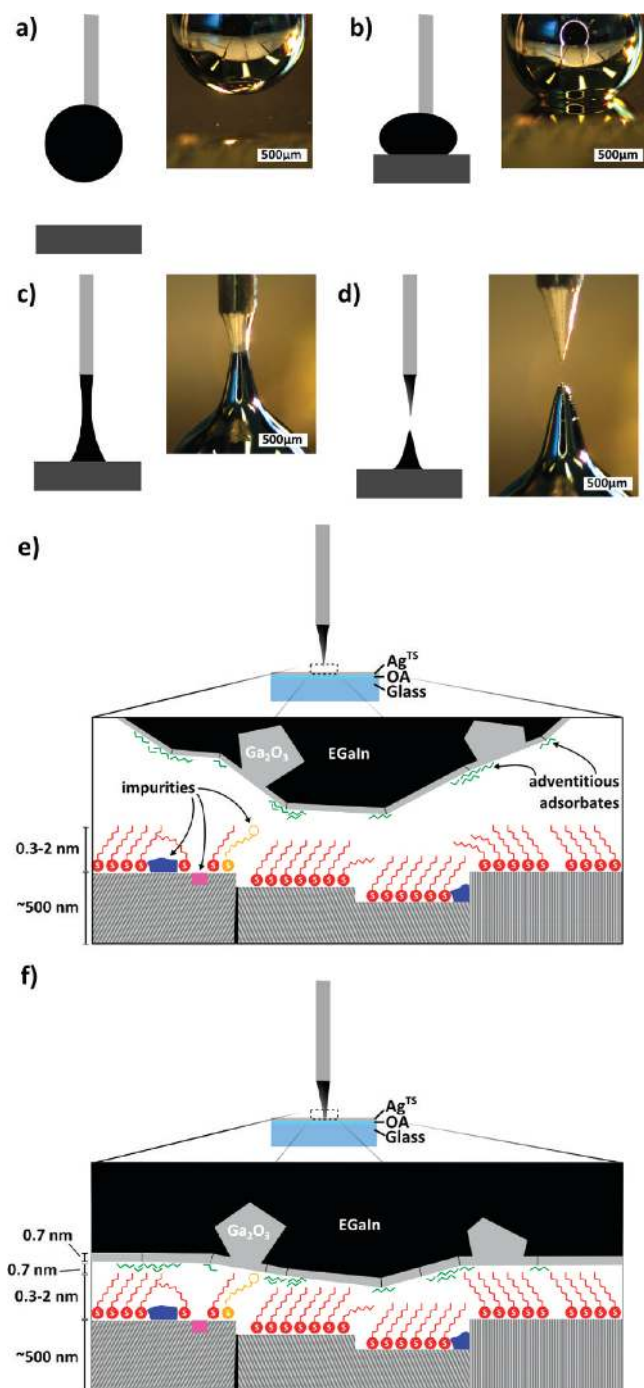 a)
500μm
b)
500μm
c)
500μm
d)
500μm
e)
Ag^TS
OA
Glass
Ga₂O₃
EGaIn
impurities
adventitious
adsorbates
0.3-2 nm
S S S S S S S S S S S S S S S S S S S S S S S S S S S S S
~500 nm
f)
Ag^TS
OA
Glass
Ga₂O₃
EGaIn
0.7 nm
0.7 nm
0.3-2 nm
S S S S S S S S S S S S S S S S S S S S S S S S S S S S S
~500 nm